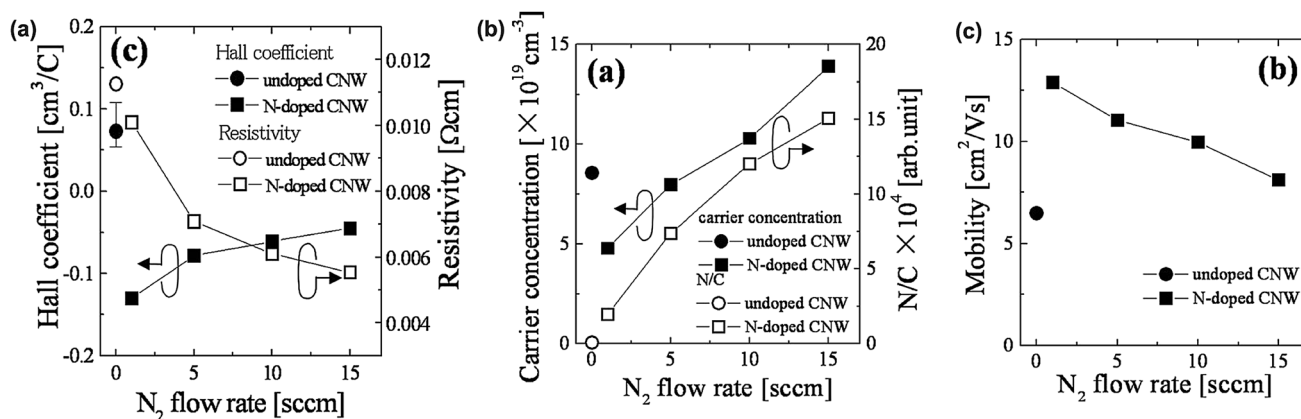 (a)
(c)
Hall coefficient [cm³/C]
0.2
0.1
0.0
-0.1
-0.2
Hall coefficient
undoped CNW
N-doped CNW
Resistivity
undoped CNW
N-doped CNW
0.012
0.010
0.008
0.006
0.004
Resistivity [Ωcm]
0 5 10 15
N₂ flow rate [sccm]
(b)
(a)
Carrier concentration [×10¹⁹cm⁻³]
15
10
5
0
carrier concentration
undoped CNW
N-doped CNW
N/C
undoped CNW
N-doped CNW
20
15
10
5
0
N/C ×10⁴ [arb.unit]
0 5 10 15
N₂ flow rate [sccm]
(c)
(b)
Mobility [cm²/Vs]
15
10
5
0
undoped CNW
N-doped CNW
0 5 10 15
N₂ flow rate [sccm]